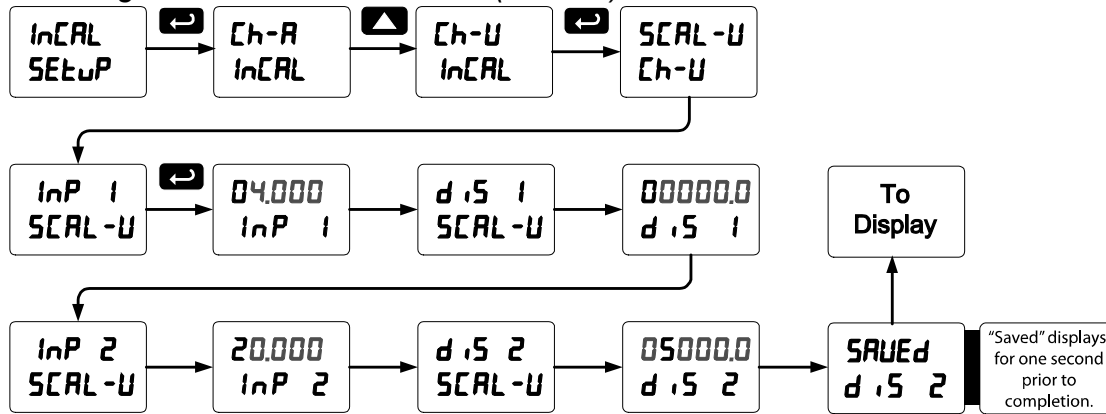 InCAL
SEtuP
Ch-A
InCAL
Ch-U
InCAL
SCAL-U
Ch-U
InP 1
SCAL-U
04.000
InP 1
diS 1
SCAL-U
00000.0
diS 1
To
Display
InP 2
SCAL-U
20.000
InP 2
diS 2
SCAL-U
05000.0
diS 2
SAVEd
diS 2
"Saved" displays
for one second
prior to
completion.